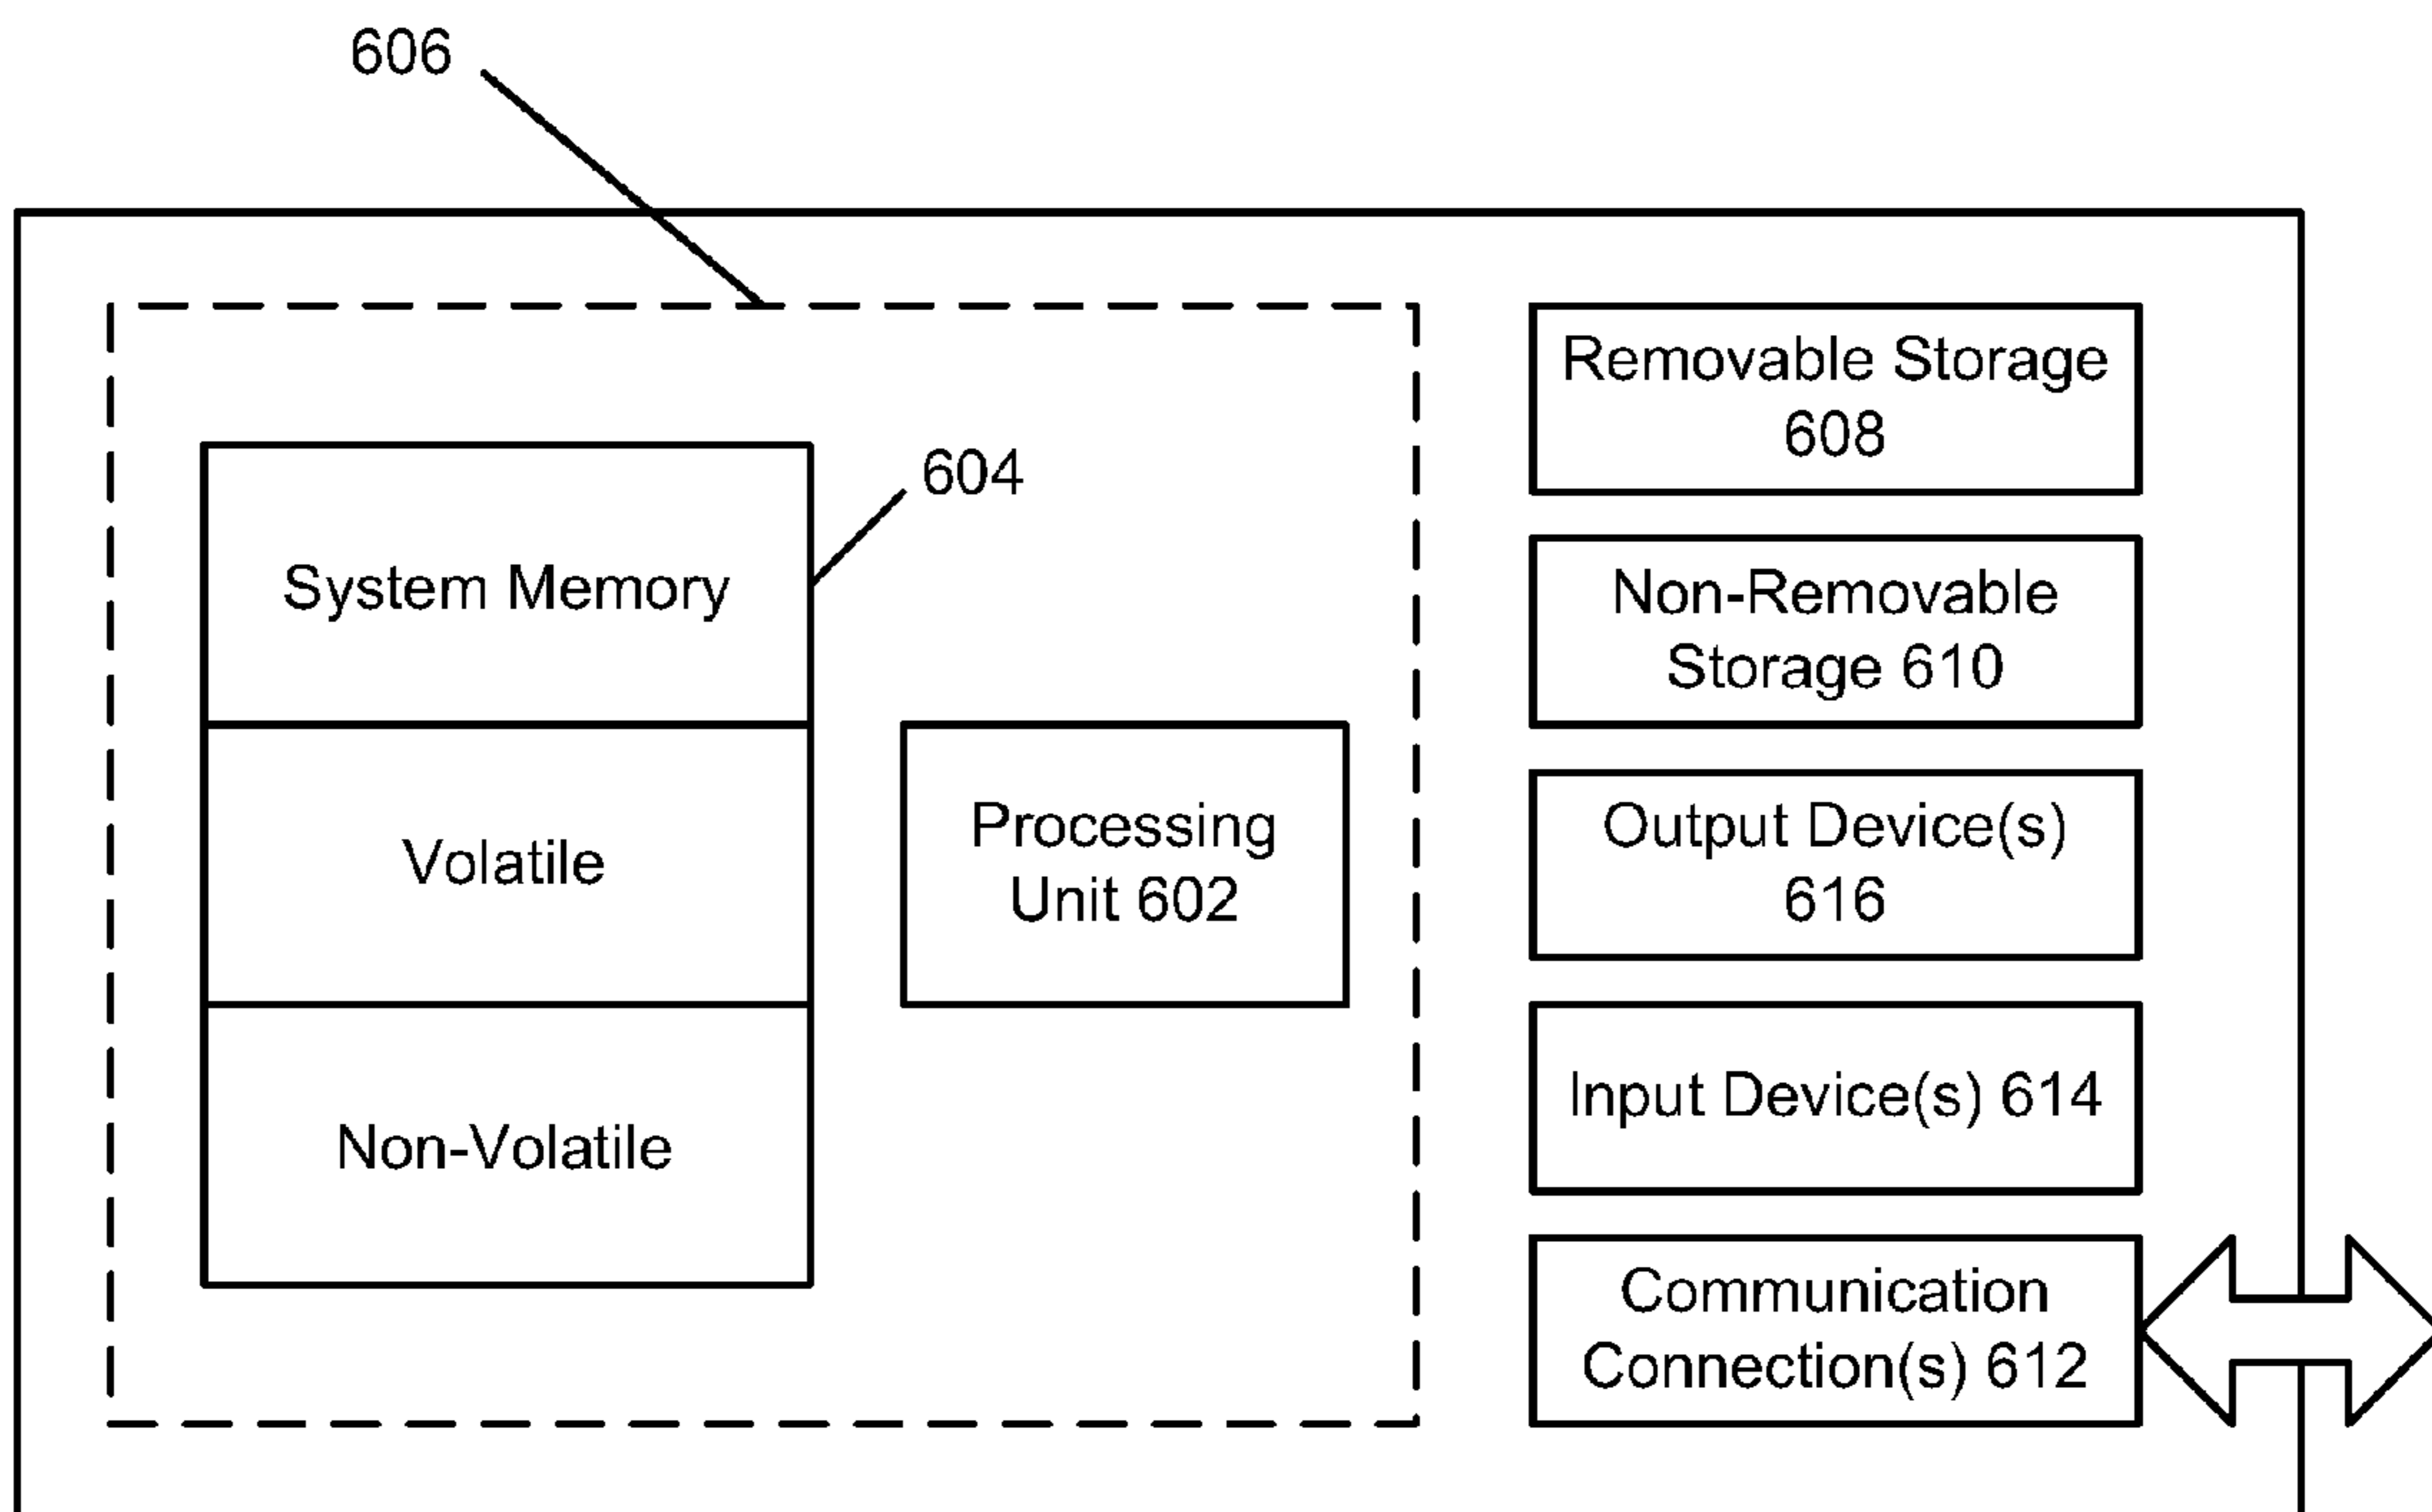 606
604
System Memory
Volatile
Non-Volatile
Processing
Unit 602
Removable Storage
608
Non-Removable
Storage 610
Output Device(s)
616
Input Device(s) 614
Communication
Connection(s) 612